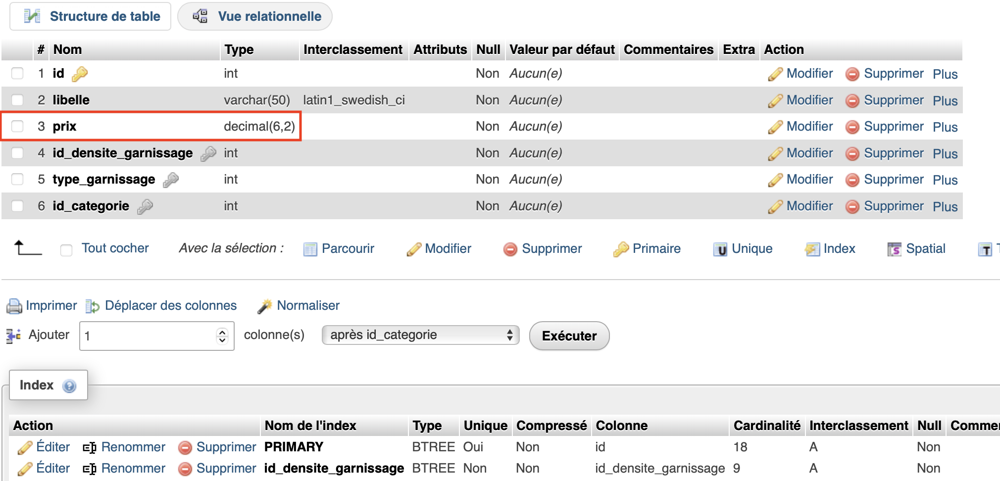 Structure de table Vue relationnelle
# Nom Type Interclassement Attributs Null Valeur par défaut Commentaires Extra Action
1 id int Non Aucun(e) Modifier Supprimer Plus
2 libelle varchar(50) latin1_swedish_ci Non Aucun(e) Modifier Supprimer Plus
3 prix decimal(6,2) Non Aucun(e) Modifier Supprimer Plus
4 id_densite_garnissage int Non Aucun(e) Modifier Supprimer Plus
5 type_garnissage int Non Aucun(e) Modifier Supprimer Plus
6 id_categorie int Non Aucun(e) Modifier Supprimer Plus
Tout cocher Avec la sélection : Parcourir Modifier Supprimer Primaire U Unique Index S Spatial T
Imprimer Déplacer des colonnes Normaliser
Ajouter 1 colonne(s) après id_categorie Exécuter
Index
Action Nom de l'index Type Unique Compressé Colonne Cardinalité Interclassement Null Commen
Éditer Renommer Supprimer PRIMARY BTREE Oui Non id 18 A Non
Éditer Renommer Supprimer id_densite_garnissage BTREE Non Non id_densite_garnissage 9 A Non